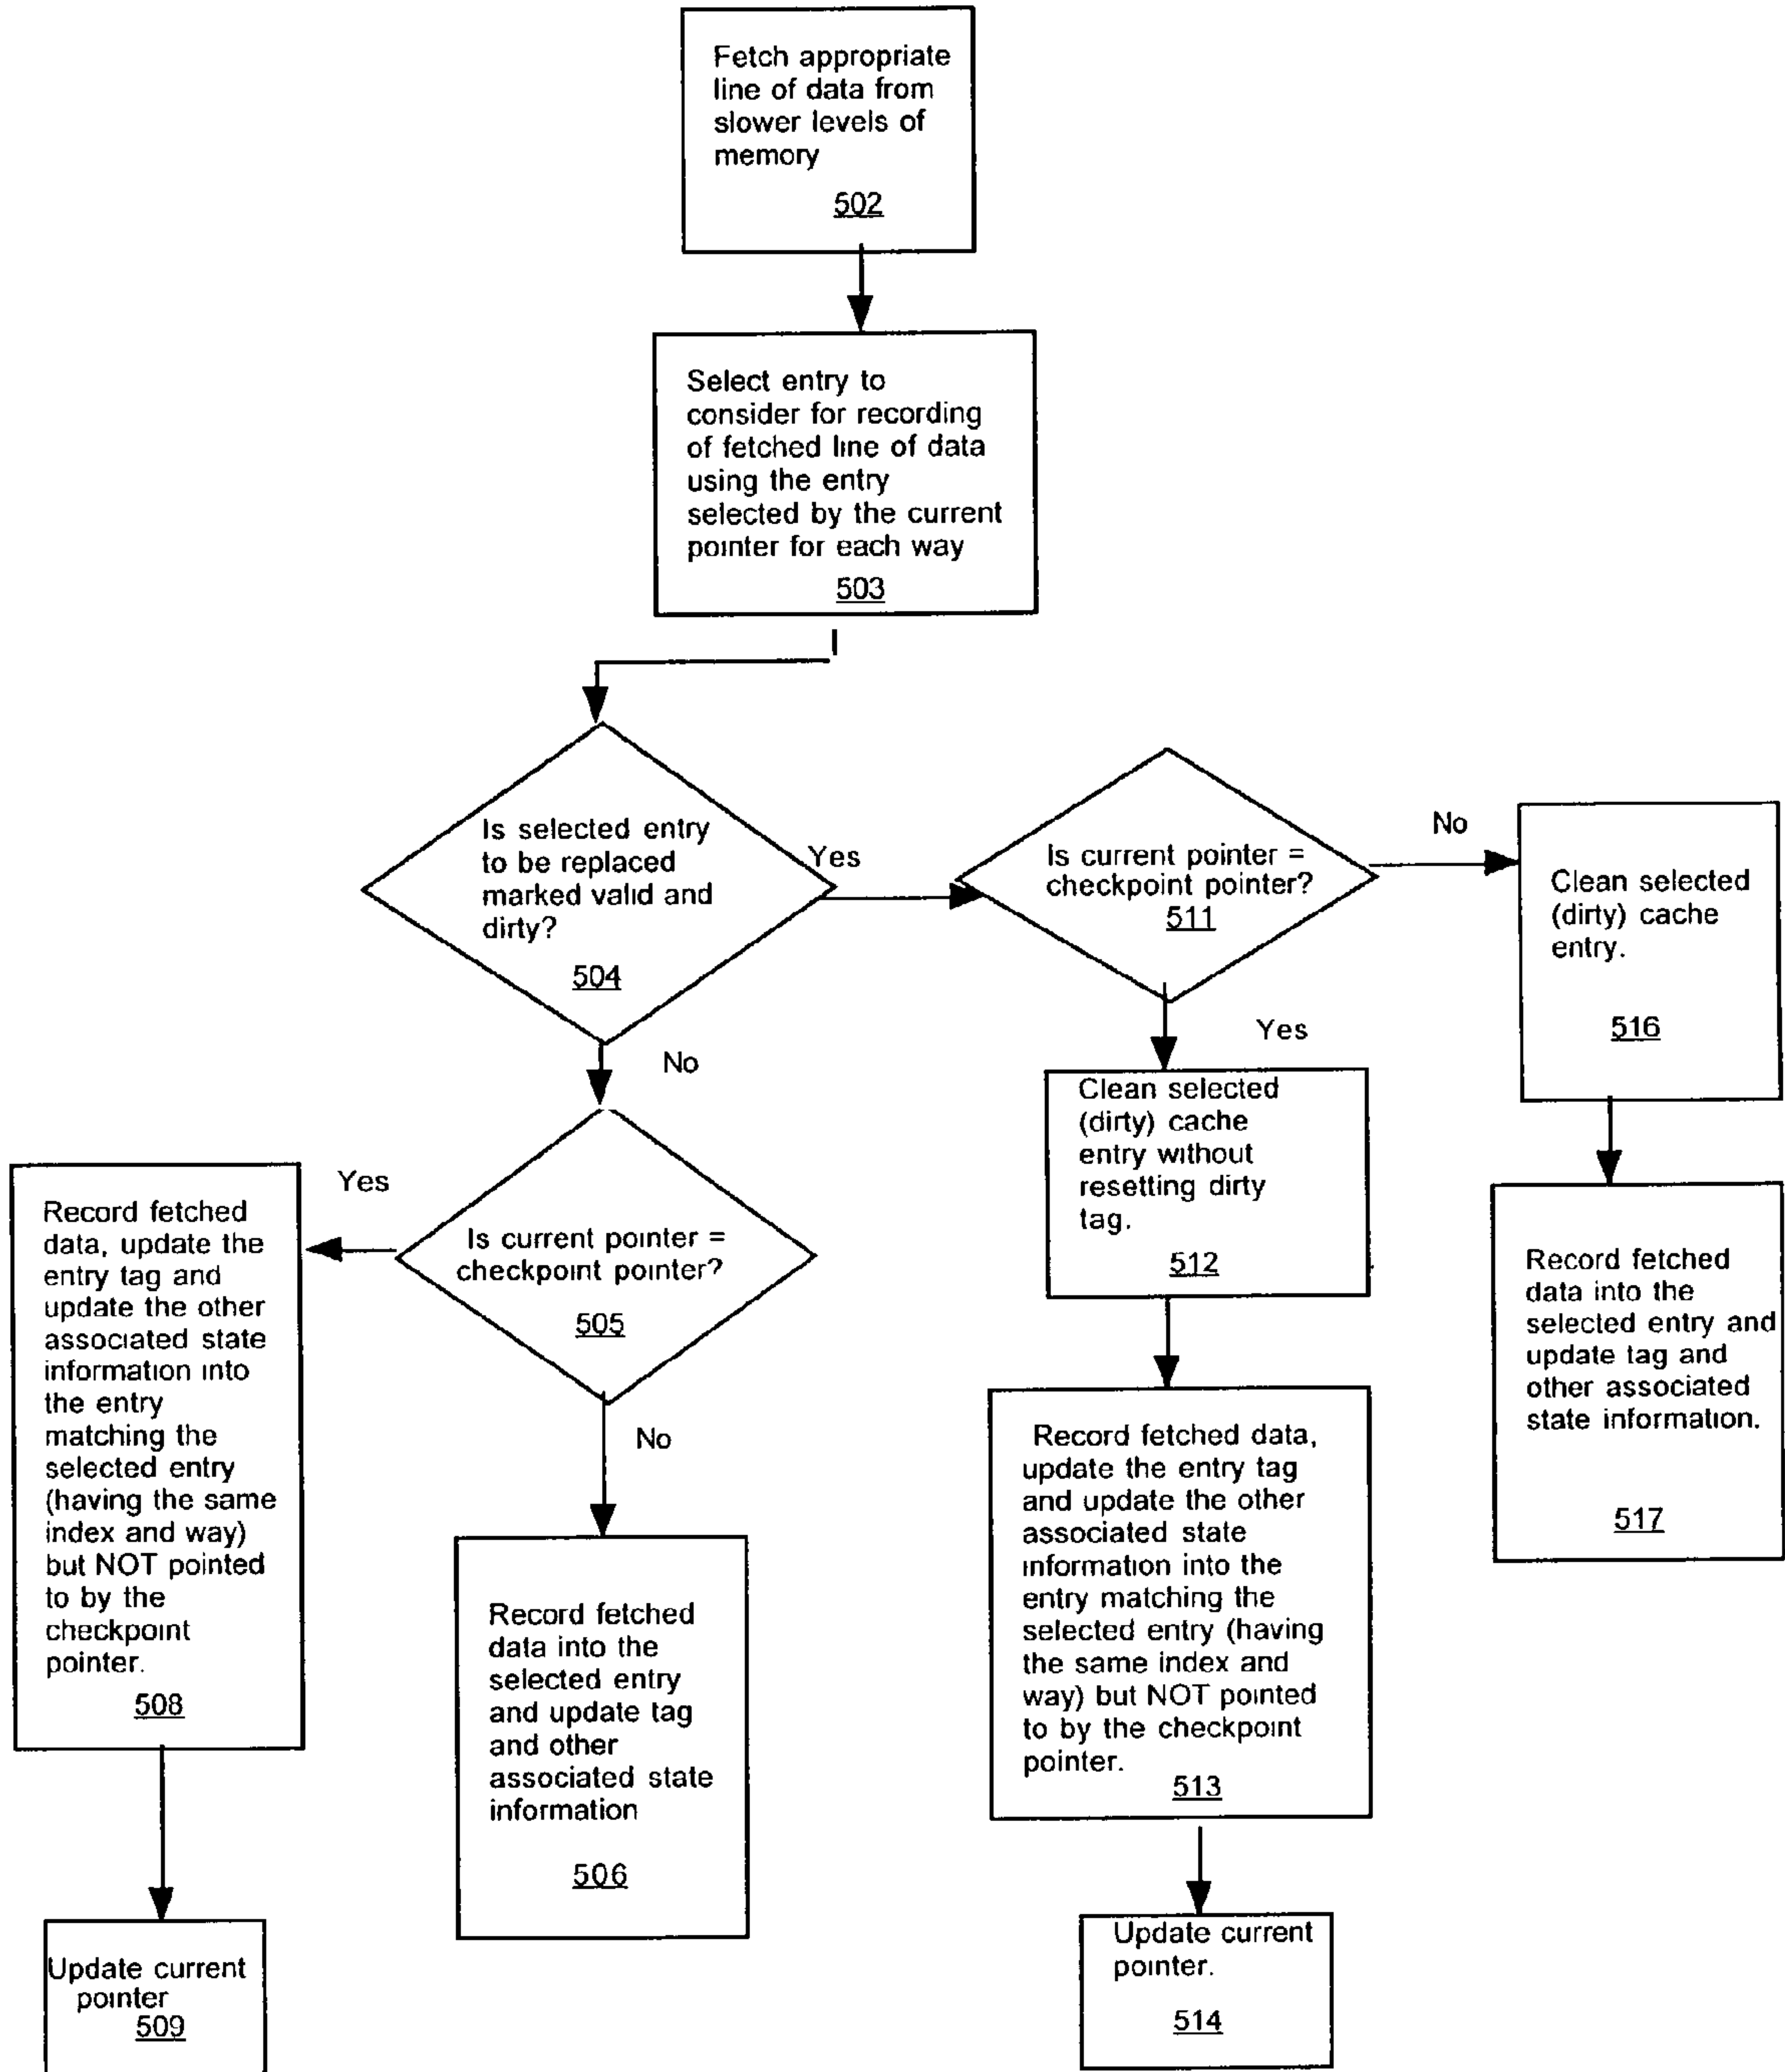 Fetch appropriate
line of data from
slower levels of
memory
502
Select entry to
consider for recording
of fetched line of data
using the entry
selected by the current
pointer for each way
503
Is selected entry
to be replaced
marked valid and
dirty?
504
Yes
No
Is current pointer =
checkpoint pointer?
511
No
Yes
Clean selected
(dirty) cache
entry.
516
Record fetched
data into the
selected entry and
update tag and
other associated
state information.
517
Clean selected
(dirty) cache
entry without
resetting dirty
tag.
512
Record fetched data,
update the entry tag
and update the other
associated state
information into the
entry matching the
selected entry (having
the same index and
way) but NOT pointed
to by the checkpoint
pointer.
513
Update current
pointer.
514
Is current pointer =
checkpoint pointer?
505
Yes
No
Record fetched
data, update the
entry tag and
update the other
associated state
information into
the entry
matching the
selected entry
(having the same
index and way)
but NOT pointed
to by the
checkpoint
pointer.
508
Update current
pointer
509
Record fetched
data into the
selected entry
and update tag
and other
associated state
information
506